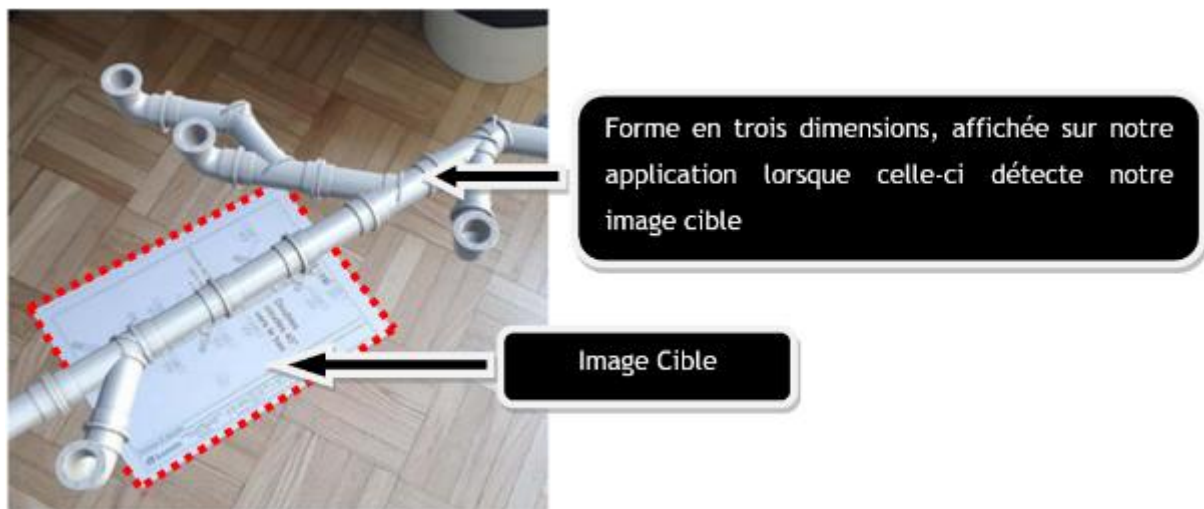 Forme en trois dimensions, affichée sur notre
application lorsque celle-ci détecte notre
image cible
Image Cible